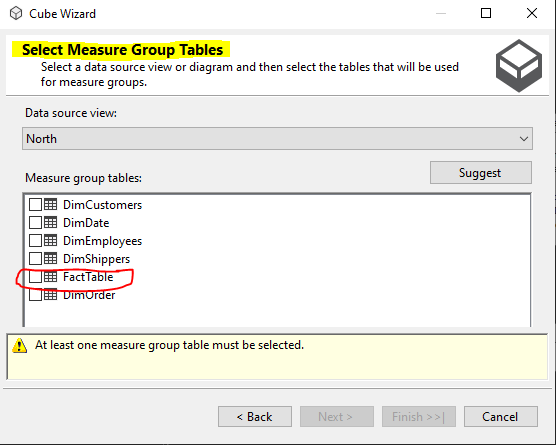 Cube Wizard
Select Measure Group Tables
Select a data source view or diagram and then select the tables that will be used
for measure groups.
Data source view:
North
Measure group tables:
Suggest
DimCustomers
DimDate
DimEmployees
DimShippers
FactTable
DimOrder
At least one measure group table must be selected.
< Back
Next >
Finish >>|
Cancel